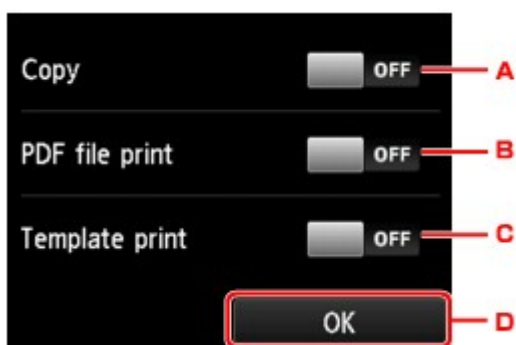 Copy OFF A
PDF file print OFF B
Template print OFF C
OK D